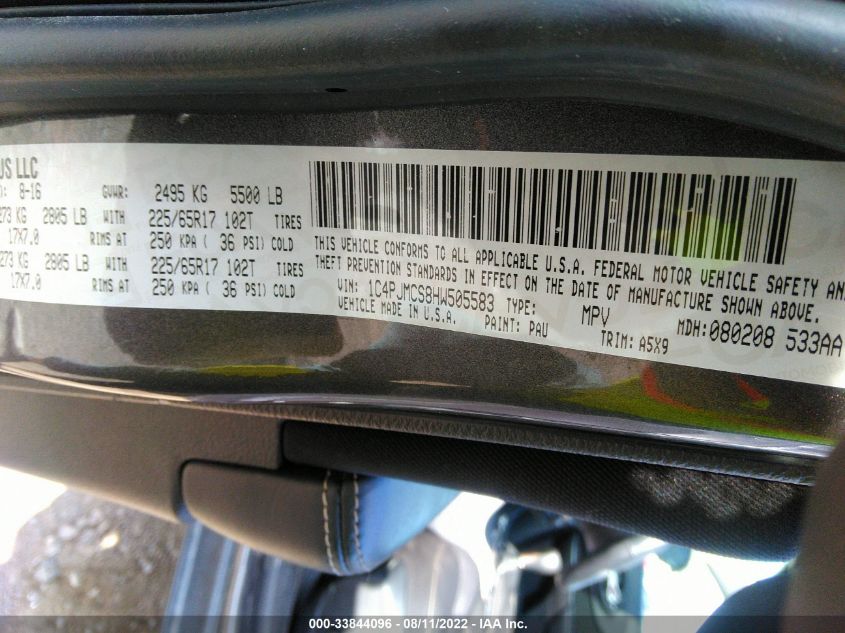 US LLC
8-16 GVWR: 2495 KG 5500 LB
273 KG 2805 LB WITH 225/65R17 102T TIRES
17X7.0 RIMS AT 250 KPA ( 36 PSI) COLD
273 KG 2805 LB WITH 225/65R17 102T TIRES
17X7.0 RIMS AT 250 KPA ( 36 PSI) COLD
THIS VEHICLE CONFORMS TO ALL APPLICABLE U.S.A. FEDERAL MOTOR VEHICLE SAFETY AND
THEFT PREVENTION STANDARDS IN EFFECT ON THE DATE OF MANUFACTURE SHOWN ABOVE.
VIN: 1C4PJMCS8HW505583 TYPE: MPV MDH:080208 533AA
VEHICLE MADE IN U.S.A. PAINT: PAU TRIM: A5X9
000-33844096 - 08/11/2022 - IAA Inc.